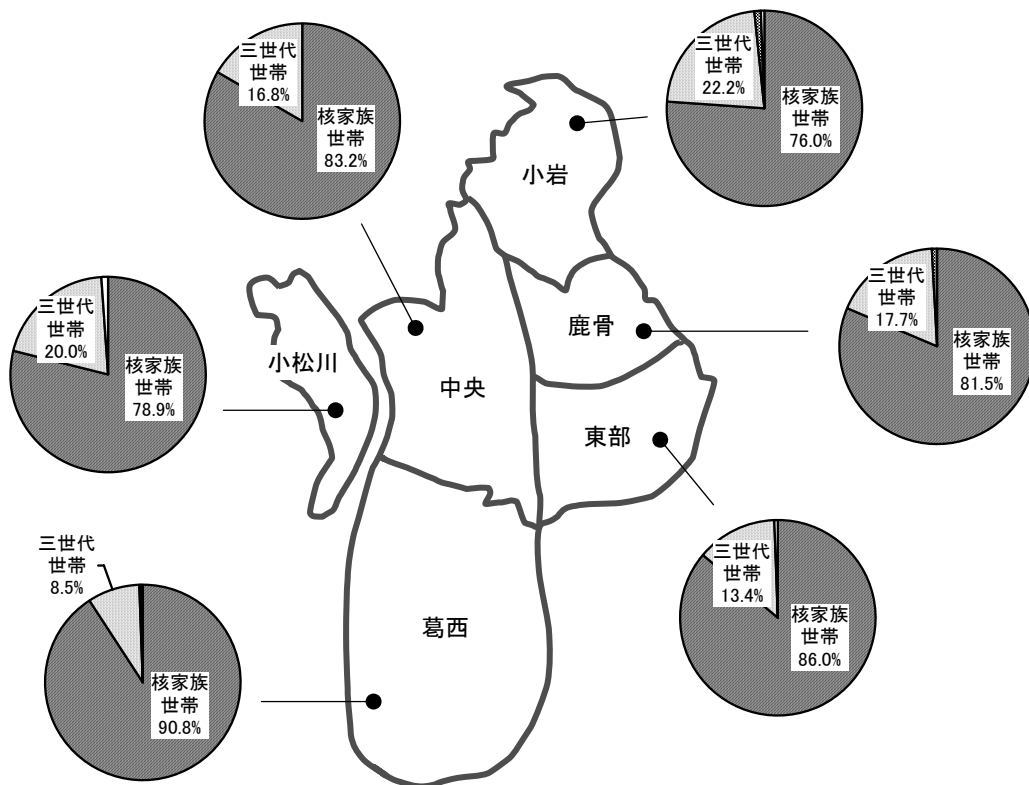 三世代
世帯
16.8%
核家族
世帯
83.2%
三世代
世帯
22.2%
核家族
世帯
76.0%
小岩
三世代
世帯
20.0%
核家族
世帯
78.9%
小松川
中央
鹿骨
三世代
世帯
17.7%
核家族
世帯
81.5%
東部
三世代
世帯
8.5%
核家族
世帯
90.8%
葛西
三世代
世帯
13.4%
核家族
世帯
86.0%